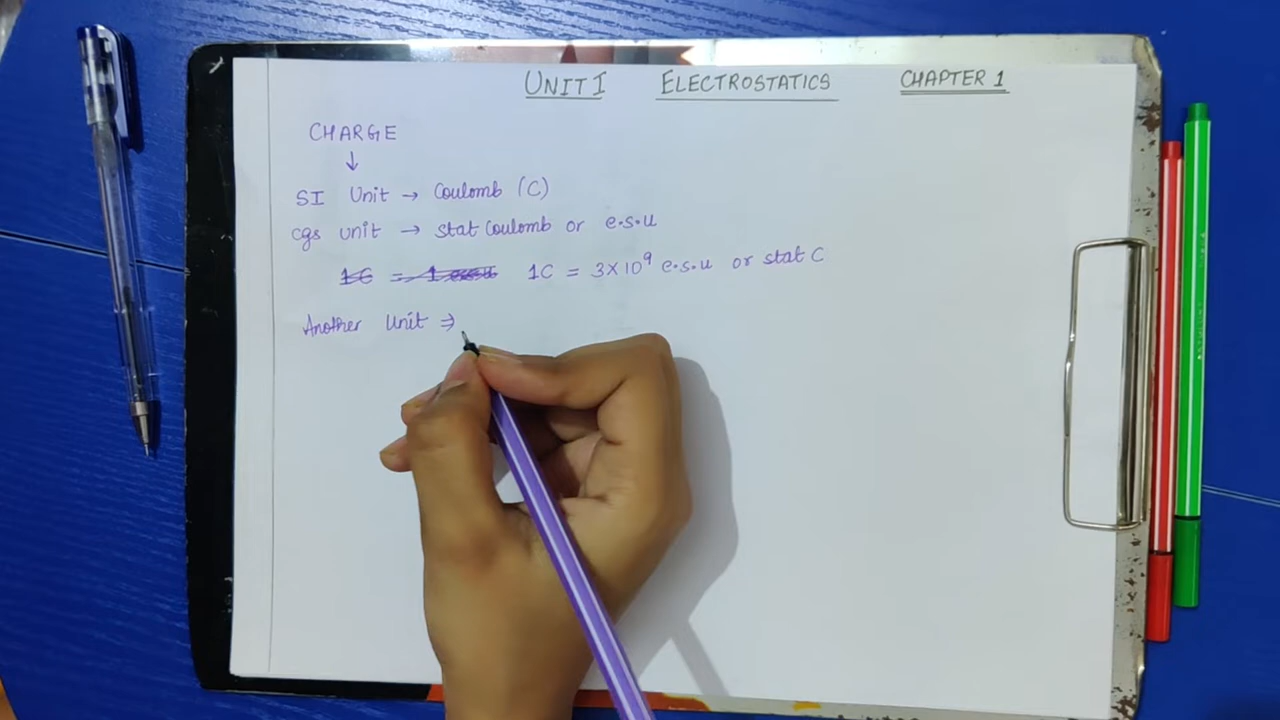 UNIT I ELECTROSTATICS CHAPTER 1
CHARGE
↓
SI Unit → Coulomb (C)
cgs unit → stat Coulomb or e.s.u
1C = 3×10⁹ e.s.u or stat C
Another Unit ⇒